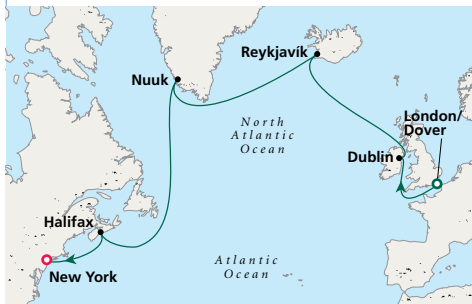 Reykjavík
Nuuk
North
Atlantic
Ocean
London/
Dover
Dublin
Halifax
New York
Atlantic
Ocean